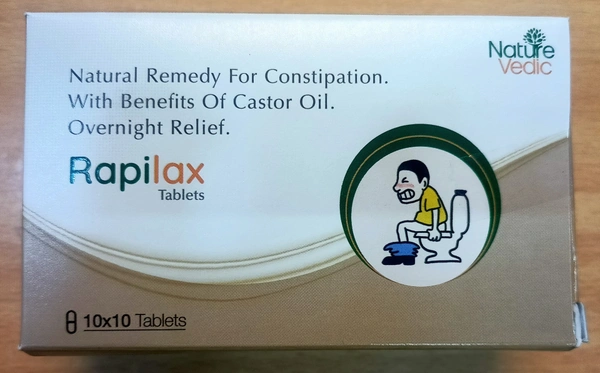 Nature
Vedic
Natural Remedy For Constipation.
With Benefits Of Castor Oil.
Overnight Relief.
Rapilax
Tablets
10x10 Tablets